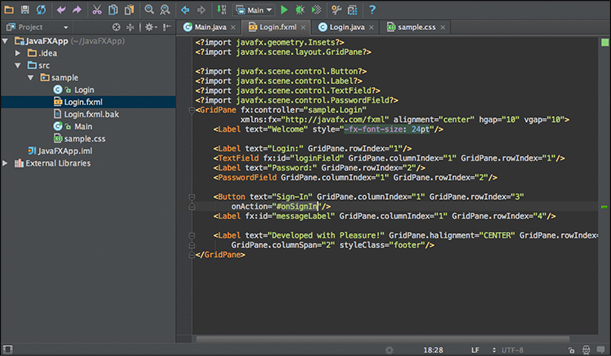 Main
Project
JavaFXApp (~/JavaFXApp)
.idea
src
sample
Login
Login.fxml
Login.fxml.bak
Main
sample.css
JavaFXApp.iml
External Libraries
Main.java
Login.fxml
Login.java
sample.css
<?import javafx.geometry.Insets?>
<?import javafx.scene.layout.GridPane?>
<?import javafx.scene.control.Button?>
<?import javafx.scene.control.Label?>
<?import javafx.scene.control.TextField?>
<?import javafx.scene.control.PasswordField?>
<GridPane fx:controller="sample.Login"
xmlns:fx="http://javafx.com/fxml" alignment="center" hgap="10" vgap="10">
<Label text="Welcome" style="-fx-font-size: 24pt"/>
<Label text="Login:" GridPane.rowIndex="1"/>
<TextField fx:id="loginField" GridPane.columnIndex="1" GridPane.rowIndex="1"/>
<Label text="Password:" GridPane.rowIndex="2"/>
<PasswordField GridPane.columnIndex="1" GridPane.rowIndex="2"/>
<Button text="Sign-In" GridPane.columnIndex="1" GridPane.rowIndex="3"
onAction="#onSignIn"/>
<Label fx:id="messageLabel" GridPane.columnIndex="1" GridPane.rowIndex="4"/>
<Label text="Developed with Pleasure!" GridPane.halignment="CENTER" GridPane.rowIndex=
GridPane.columnSpan="2" styleClass="footer"/>
</GridPane>
18:28
LF
UTF-8